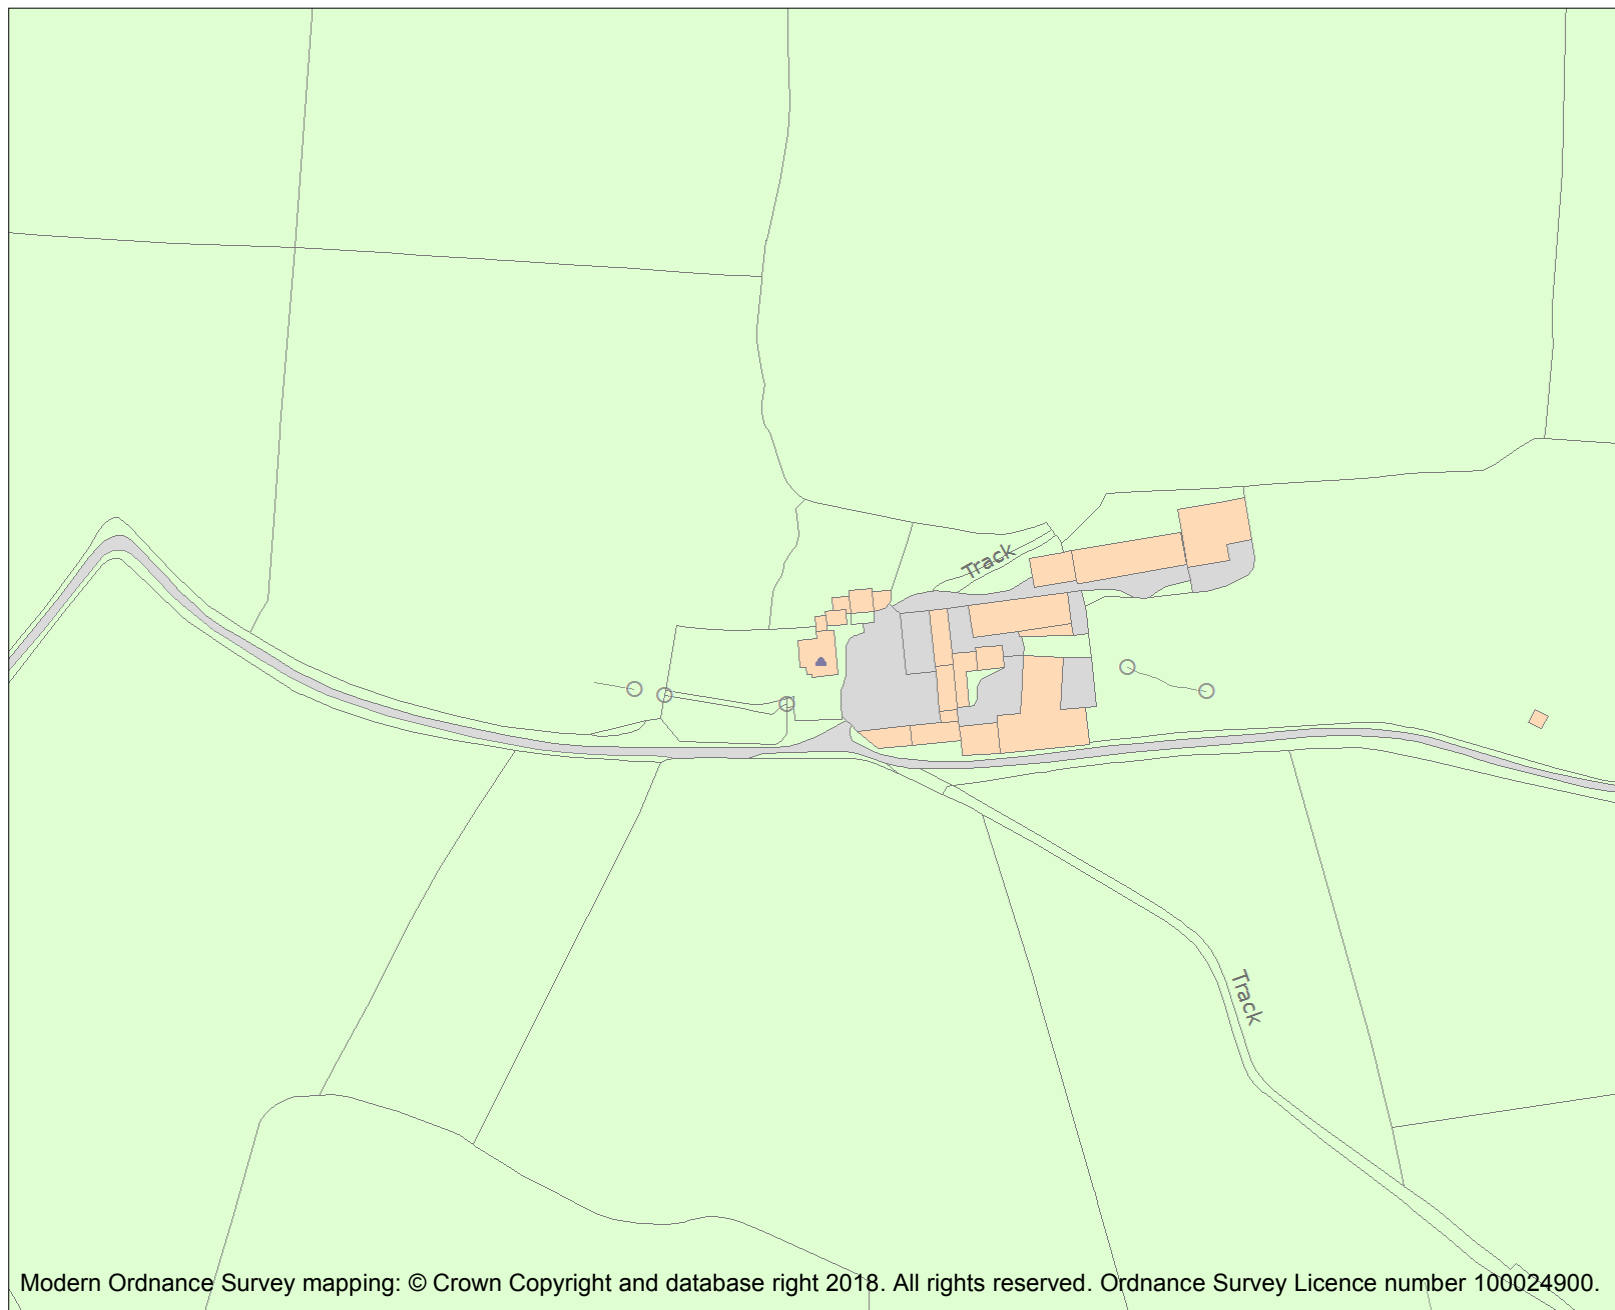 Track
Track
Modern Ordnance Survey mapping: © Crown Copyright and database right 2018. All rights reserved. Ordnance Survey Licence number 100024900.